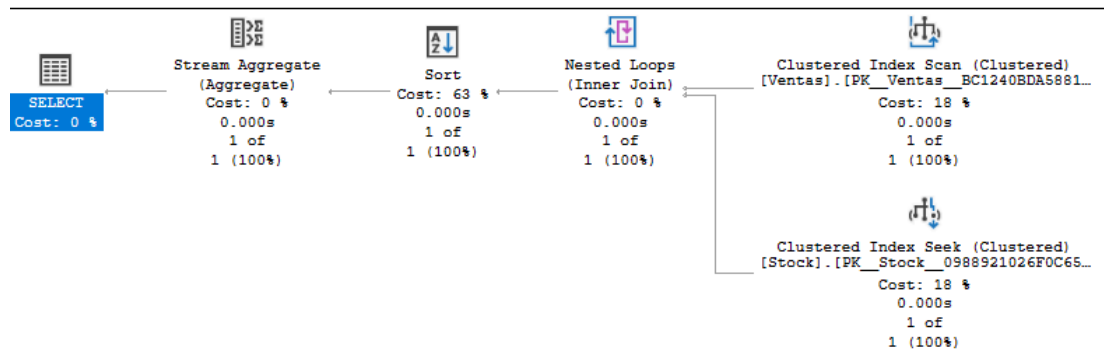 SELECT
Cost: 0 %
Stream Aggregate
(Aggregate)
Cost: 0 %
0.000s
1 of
1 (100%)
Sort
Cost: 63 %
0.000s
1 of
1 (100%)
Nested Loops
(Inner Join)
Cost: 0 %
0.000s
1 of
1 (100%)
Clustered Index Scan (Clustered)
[Ventas].[PK__Ventas__BC1240BDA5881…
Cost: 18 %
0.000s
1 of
1 (100%)
Clustered Index Seek (Clustered)
[Stock].[PK__Stock__0988921026F0C65…
Cost: 18 %
0.000s
1 of
1 (100%)